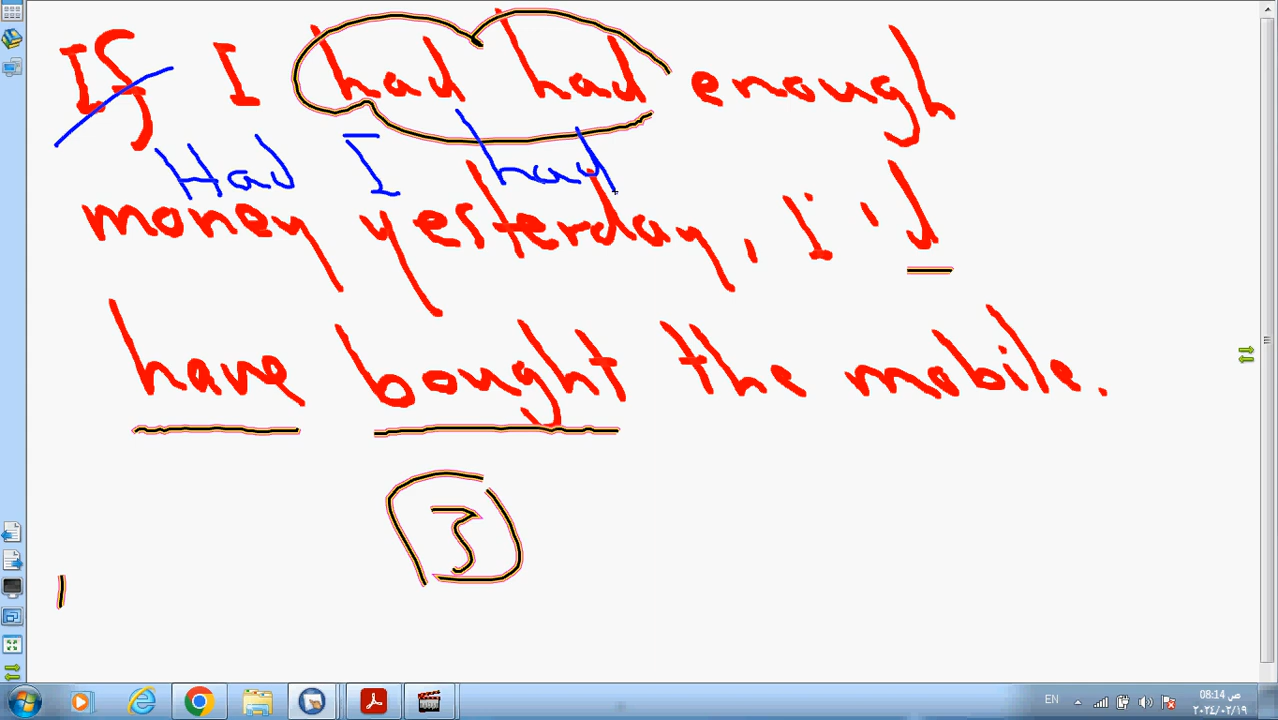 If I had had enough
Had I had
money yesterday, I'd
have bought the mobile.
3
EN
08:14 ص
٢٠٢٤/٠٢/١٩